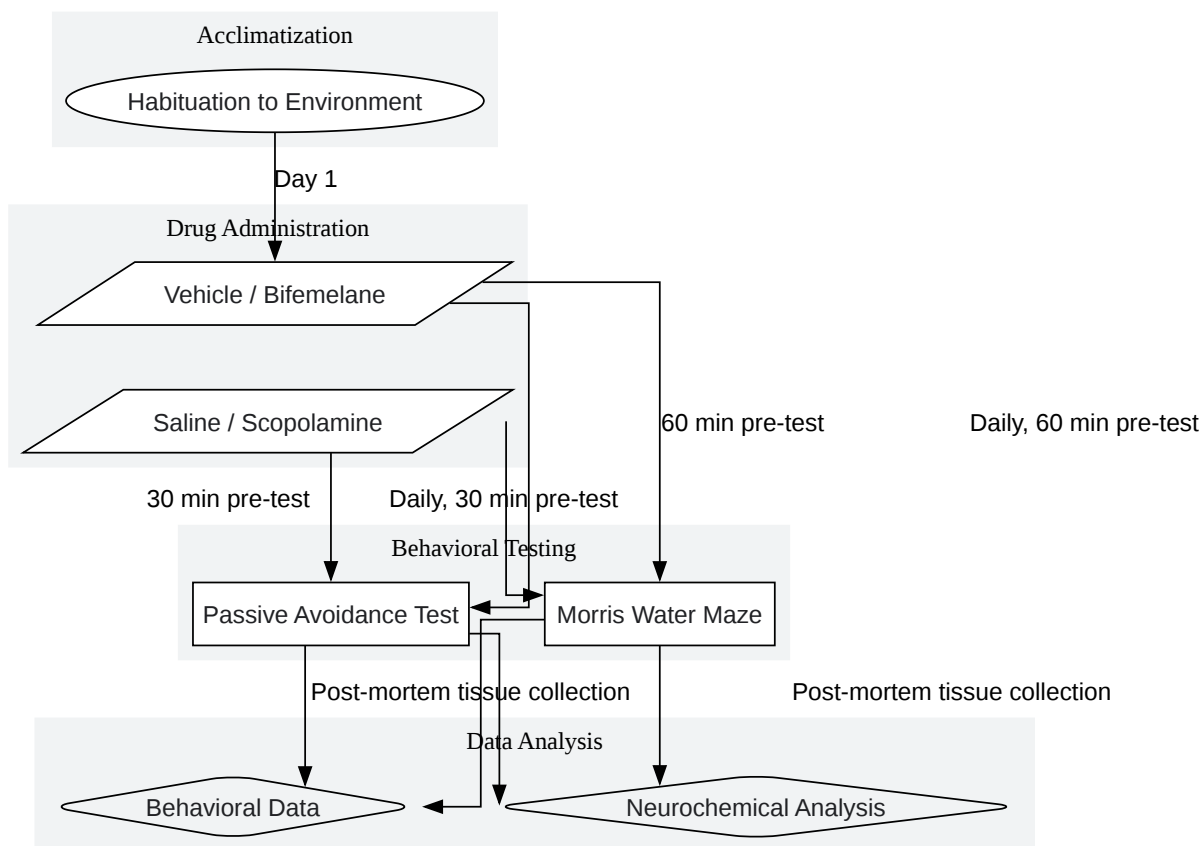 Acclimatization
Habituation to Environment
Day 1
Drug Administration
Vehicle / Bifemelane
Saline / Scopolamine
60 min pre-test
Daily, 60 min pre-test
30 min pre-test
Daily, 30 min pre-test
Behavioral Testing
Passive Avoidance Test
Morris Water Maze
Post-mortem tissue collection
Post-mortem tissue collection
Data Analysis
Behavioral Data
Neurochemical Analysis